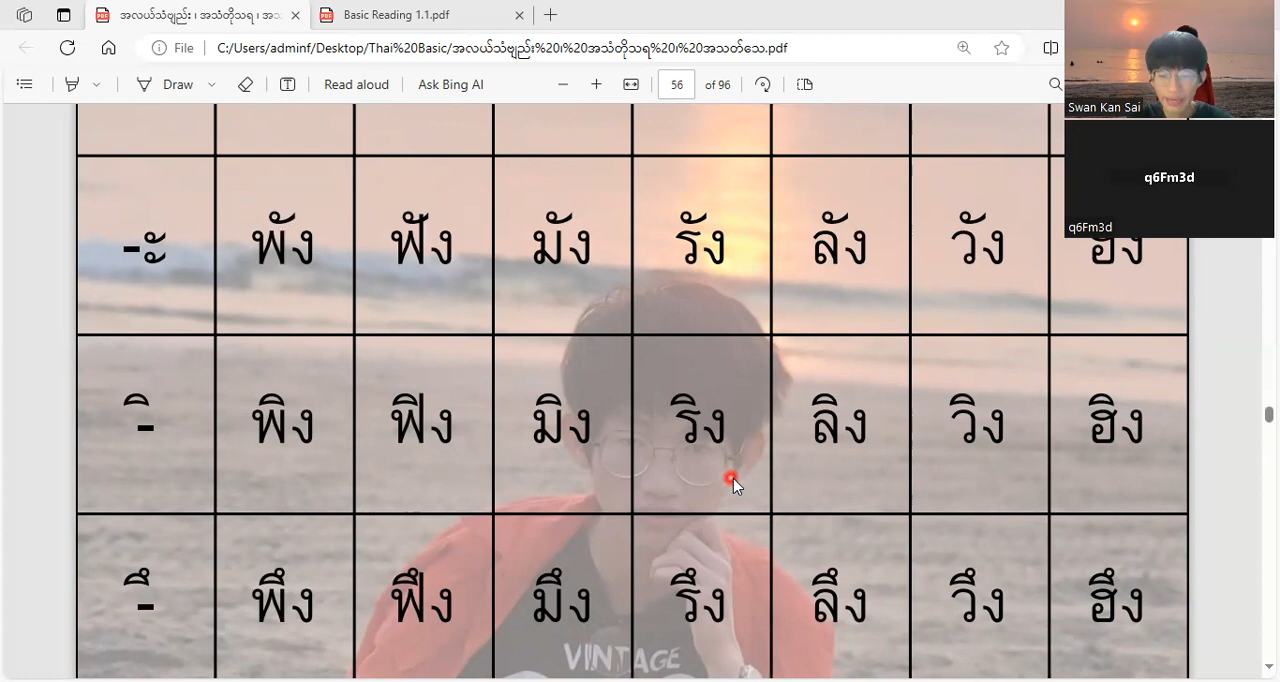 အလယ်သံဗျည်း ၊ အသံတိုသရ ၊ အသ
Basic Reading 1.1.pdf
File C:/Users/adminf/Desktop/Thai%20Basic/အလယ်သံဗျည်း%20၊%20အသံတိုသရ%20၊%20အသတ်သေ.pdf
Draw Read aloud Ask Bing AI 56 of 96
Swan Kan Sai
q6Fm3d
q6Fm3d
-ะ พัง ฟัง มัง รัง ลัง วัง ฮัง
-ิ พิง ฟิง มิง ริง ลิง วิง ฮิง
-ึ พึง ฟึง มึง รึง ลึง วึง ฮึง
VINTAGE